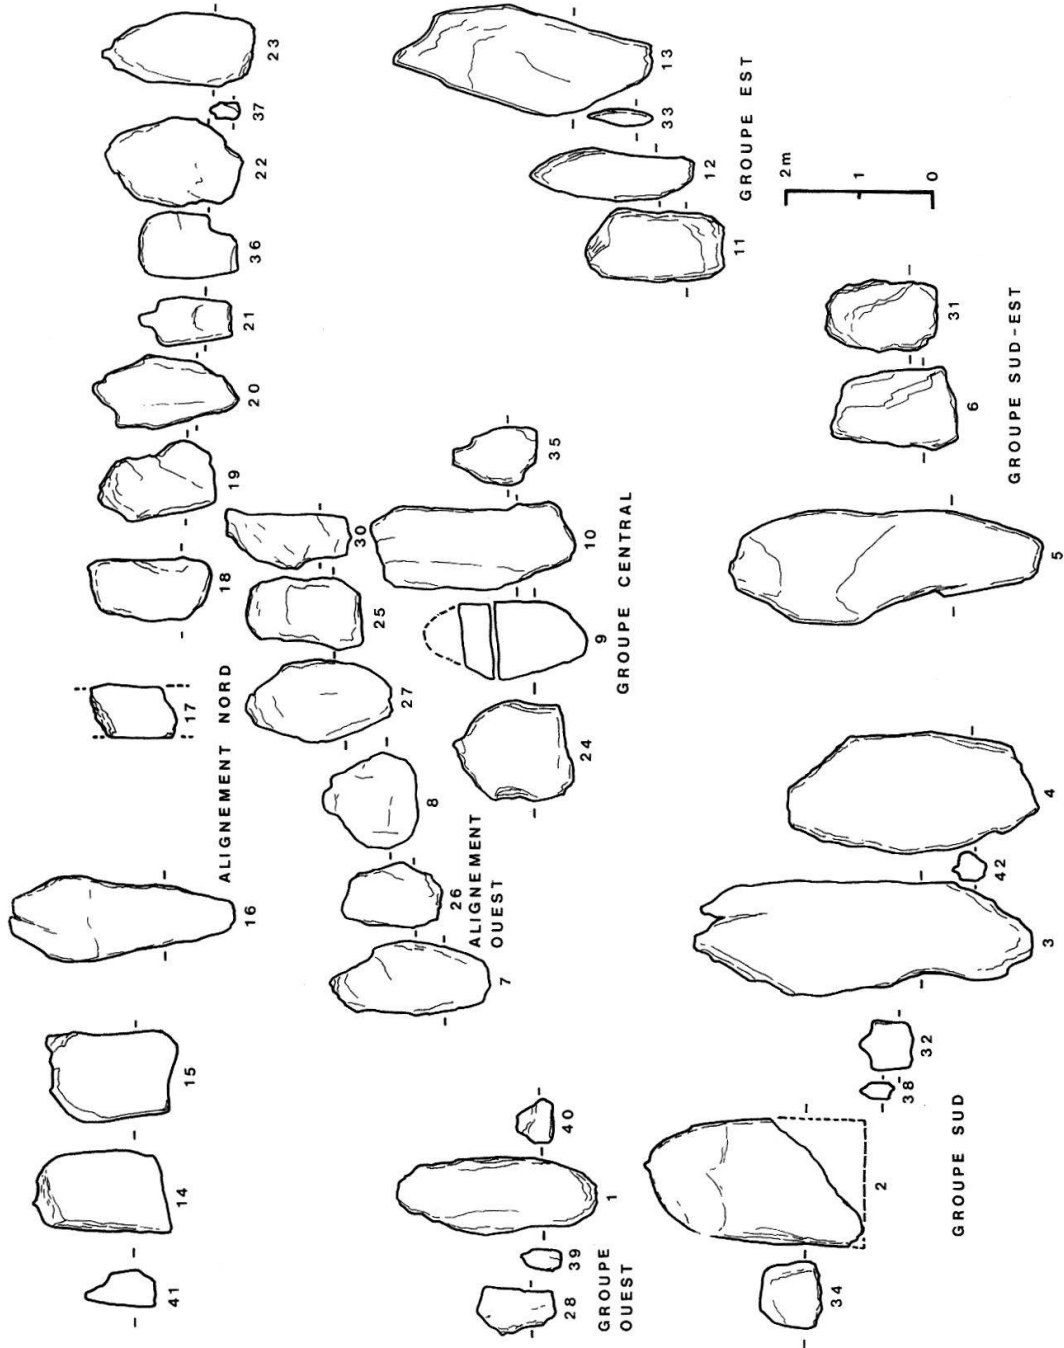 41 14 15 16 17 18 19 20 21 36 22 37 23
ALIGNEMENT NORD
7 26 8 27 25 30
ALIGNEMENT
OUEST
28 39 1 40
GROUPE
OUEST
24 9 10 35
GROUPE CENTRAL
11 12 33 13
GROUPE EST
34 2 38 32 3 42 4 5
GROUPE SUD
6 31
GROUPE SUD-EST
0 1 2m